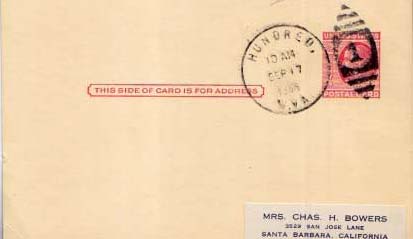 U.S. POSTAGE
HUNDRED,
10 AM
SEP 17
W.VA
1
THIS SIDE OF CARD IS FOR ADDRESS
POSTAL CARD
MRS. CHAS. H. BOWERS
3529 SAN JOSE LANE
SANTA BARBARA, CALIFORNIA